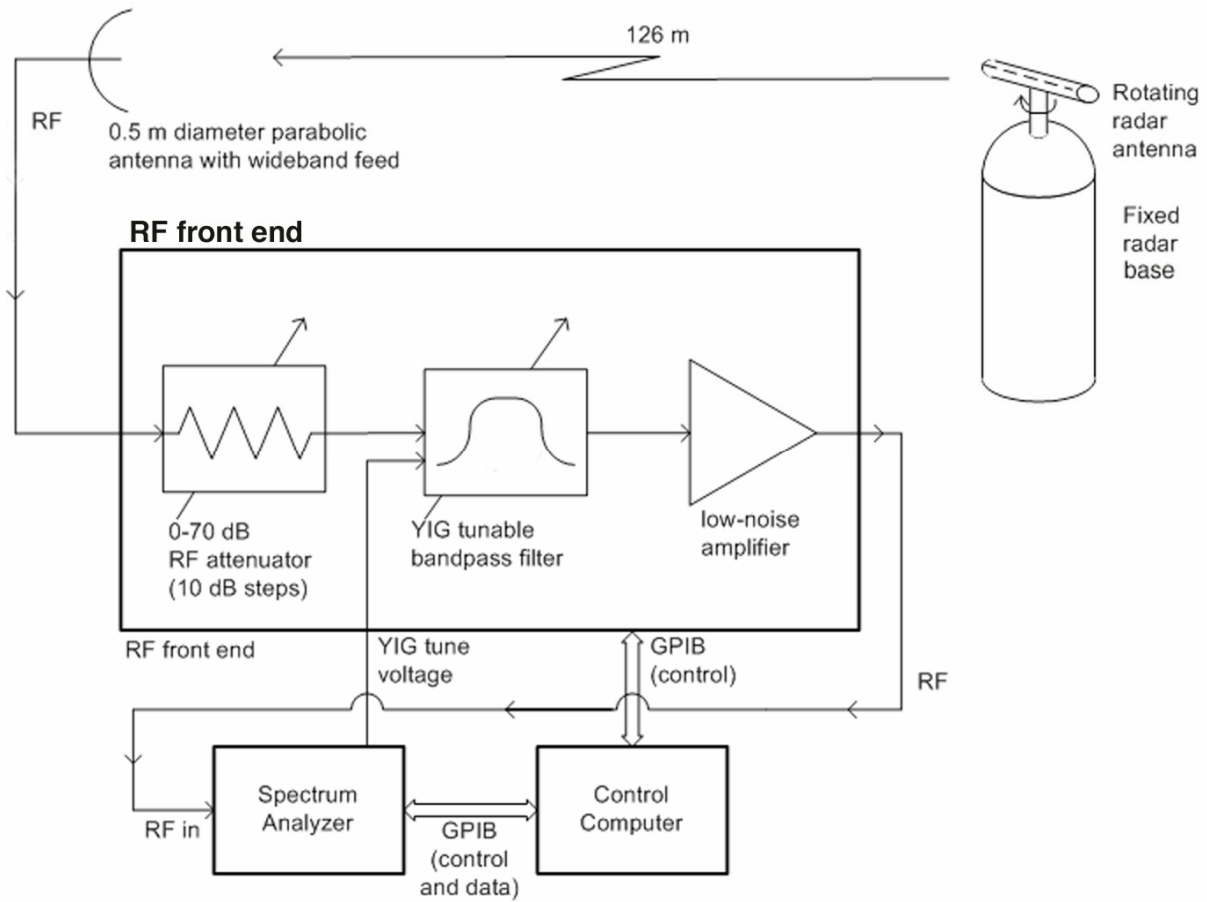 126 m
RF
0.5 m diameter parabolic
antenna with wideband feed
Rotating
radar
antenna
Fixed
radar
base
RF front end
0-70 dB
RF attenuator
(10 dB steps)
YIG tunable
bandpass filter
low-noise
amplifier
RF front end
YIG tune
voltage
GPIB
(control)
RF
Spectrum
Analyzer
Control
Computer
RF in
GPIB
(control
and data)